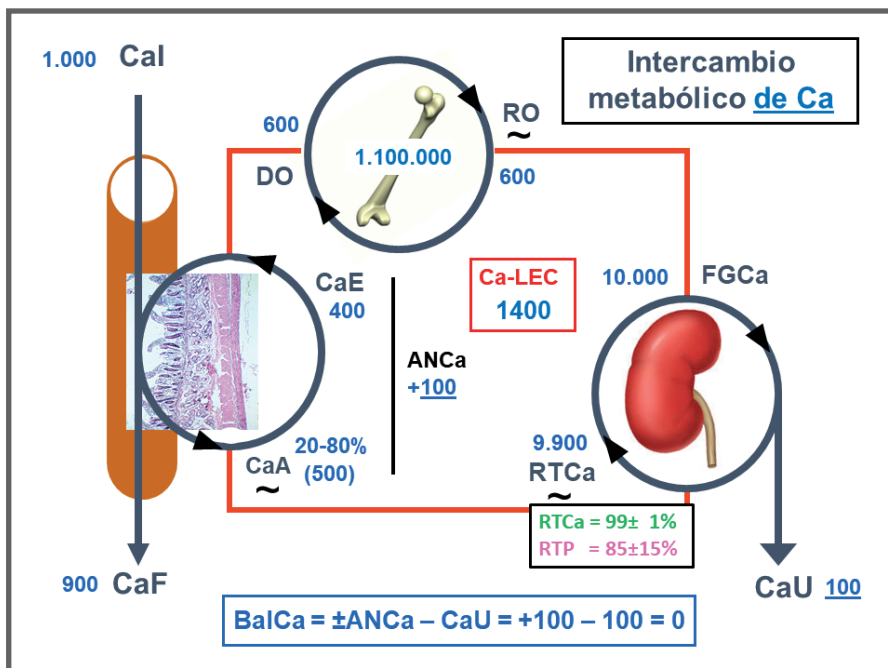 1.000 CaI
Intercambio
metabólico de Ca
600
DO
1.100.000
RO
~
600
CaE
400
Ca-LEC
1400
10.000 FGCa
ANCa
+100
20-80%
(500)
CaA
~
9.900
RTCa
~
RTCa = 99± 1%
RTP = 85±15%
900 CaF
CaU 100
BalCa = ±ANCa – CaU = +100 – 100 = 0